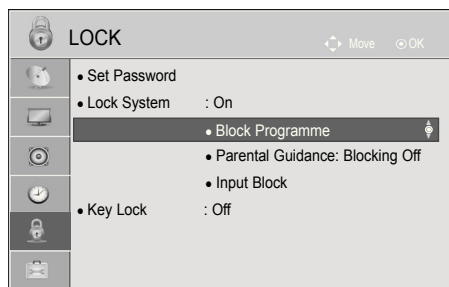 LOCK
Move OK
• Set Password
• Lock System : On
• Block Programme
• Parental Guidance: Blocking Off
• Input Block
• Key Lock : Off